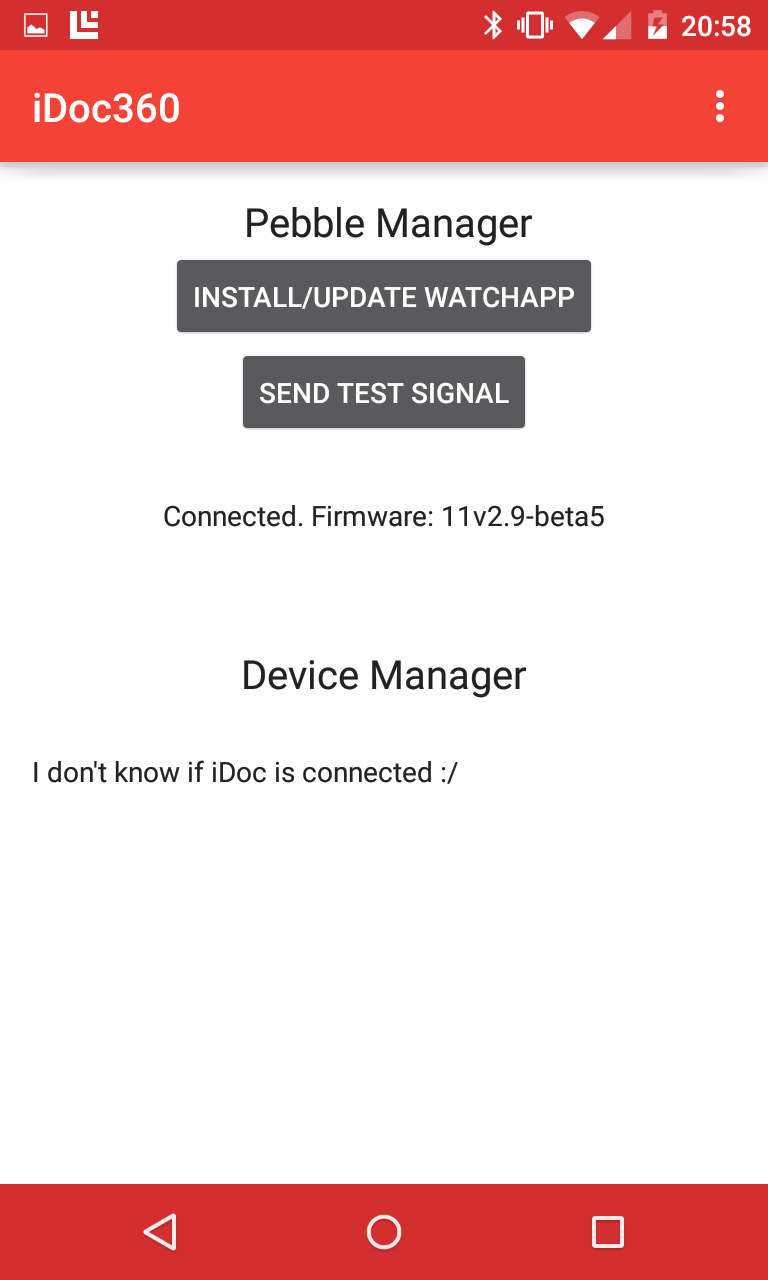 20:58
iDoc360
Pebble Manager
INSTALL/UPDATE WATCHAPP
SEND TEST SIGNAL
Connected. Firmware: 11v2.9-beta5
Device Manager
I don't know if iDoc is connected :/